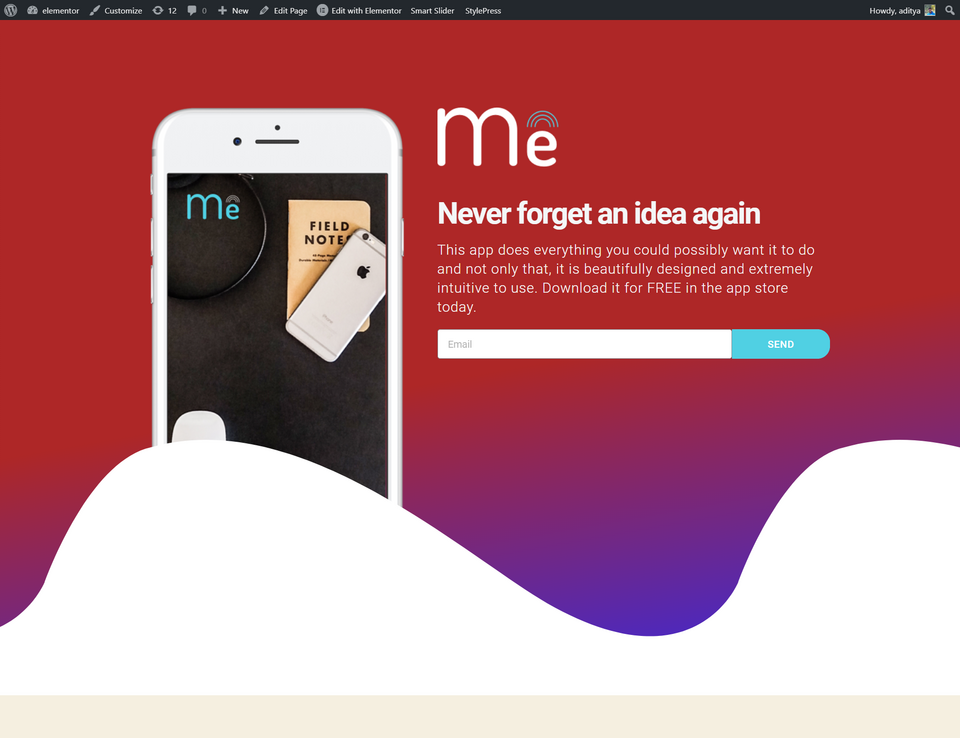 elementor Customize 12 0 New Edit Page Edit with Elementor Smart Slider StylePress Howdy, aditya
me
Never forget an idea again
This app does everything you could possibly want it to do
and not only that, it is beautifully designed and extremely
intuitive to use. Download it for FREE in the app store
today.
Email SEND
me
FIELD
NOTE
iPhone